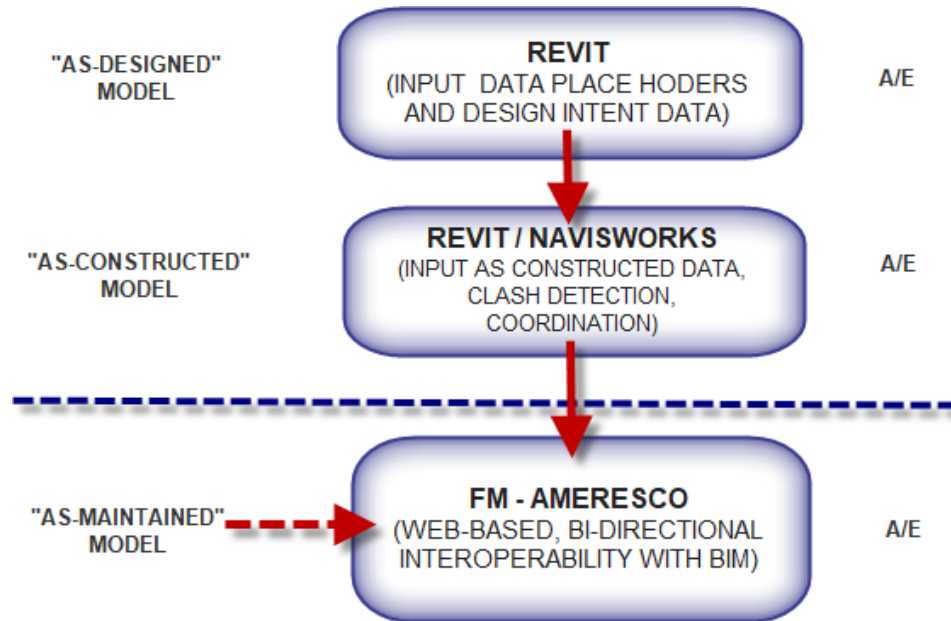 "AS-DESIGNED"
MODEL
REVIT
(INPUT DATA PLACE HODERS
AND DESIGN INTENT DATA)
A/E
"AS-CONSTRUCTED"
MODEL
REVIT / NAVISWORKS
(INPUT AS CONSTRUCTED DATA,
CLASH DETECTION,
COORDINATION)
A/E
"AS-MAINTAINED"
MODEL
FM - AMERESCO
(WEB-BASED, BI-DIRECTIONAL
INTEROPERABILITY WITH BIM)
A/E